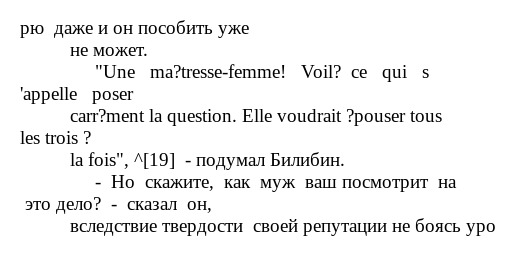 рю даже и он пособить уже
не может.
"Une ma?tresse-femme! Voil? ce qui s
'appelle poser
carr?ment la question. Elle voudrait ?pouser tous
les trois ?
la fois", ^[19] - подумал Билибин.
- Но скажите, как муж ваш посмотрит на
это дело? - сказал он,
вследствие твердости своей репутации не боясь уро